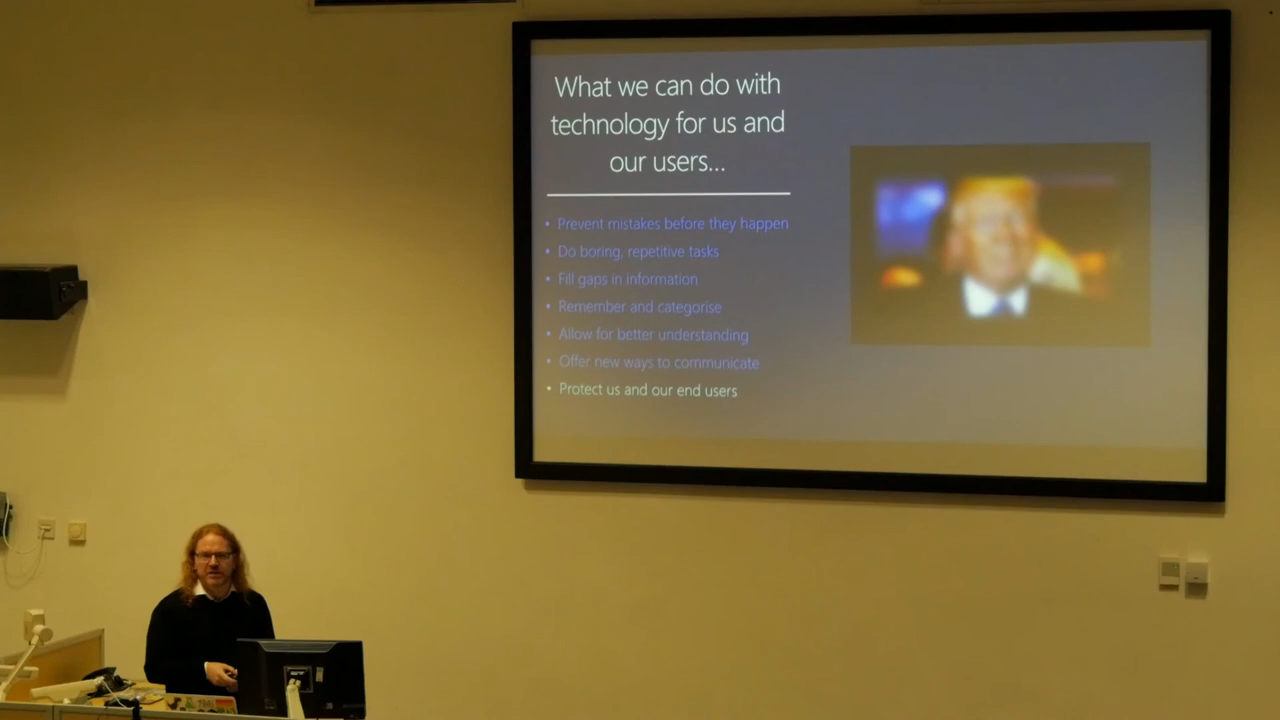 What we can do with
technology for us and
our users...
• Prevent mistakes before they happen
• Do boring, repetitive tasks
• Fill gaps in information
• Remember and categorise
• Allow for better understanding
• Offer new ways to communicate
• Protect us and our end users